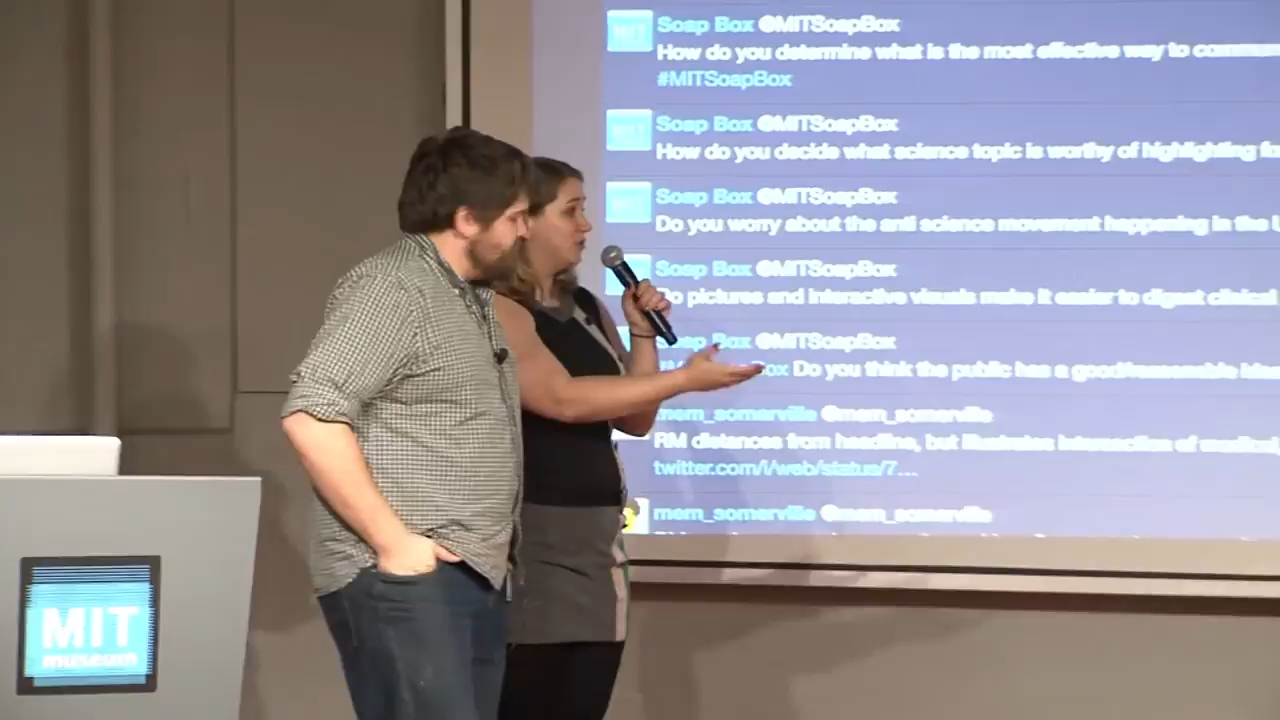 Soap Box @MITSoapBox
How do you determine what is the most effective way to
#MITSoapBox
Soap Box @MITSoapBox
How do you decide what science topic is worthy of highlighting
Soap Box @MITSoapBox
Do you worry about the anti science movement happening in the
Soap Box @MITSoapBox
Do pictures and interactive visuals make it easier to digest clinical
Soap Box @MITSoapBox
Do you think the public has a good/reasonable
mem_somerville @mem_somerville
RM distances from headline, but illustrates intersection of medical
twitter.com/i/web/status/7...
mem_somerville @mem_somerville
MIT
museum